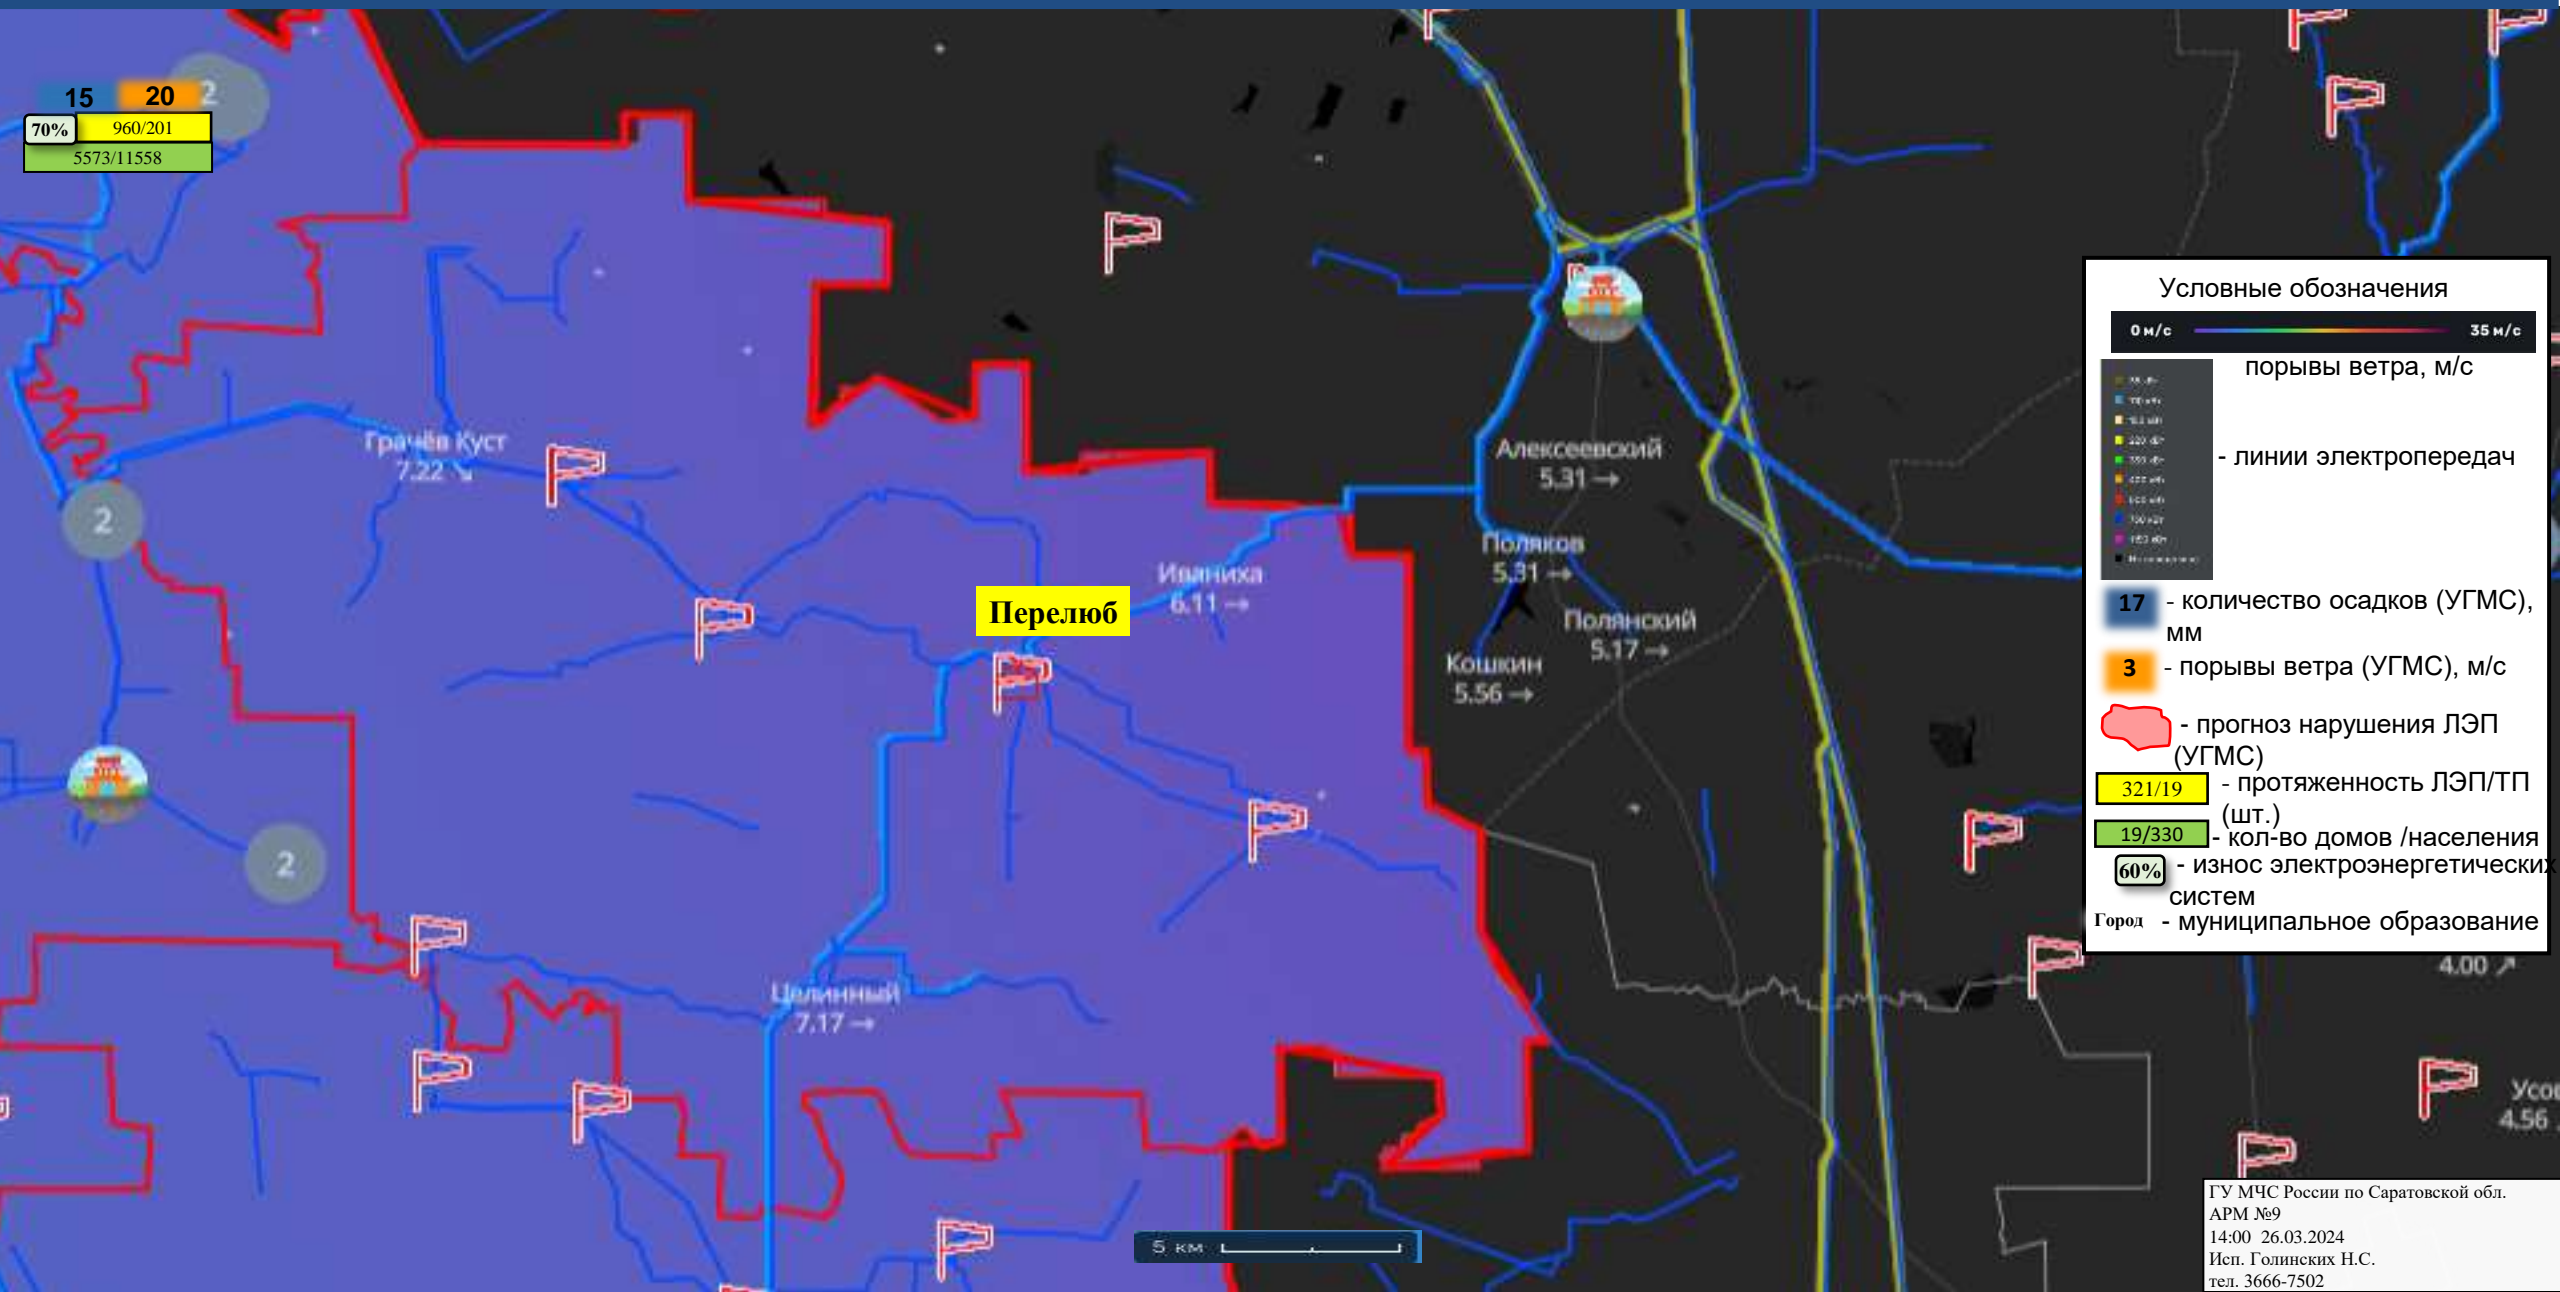 15 20 2
70% 960/201
5573/11558
Грачёв Куст
7.22 ↘
2
2
Перелюб
Иваниха
6.11 →
Алексеевский
5.31 →
Поляков
5.31 →
Полянский
5.17 →
Кошкин
5.56 →
Целинный
7.17 →
5 км
Условные обозначения
0 м/с 35 м/с
порывы ветра, м/с
- линии электропередач
17 - количество осадков (УГМС),
мм
3 - порывы ветра (УГМС), м/с
- прогноз нарушения ЛЭП
(УГМС)
321/19 - протяженность ЛЭП/ТП
(шт.)
19/330 - кол-во домов /населения
60% - износ электроэнергетических
систем
Город - муниципальное образование
4.00 ↗
4.56
ГУ МЧС России по Саратовской обл.
АРМ №9
14:00 26.03.2024
Исп. Голинских Н.С.
тел. 3666-7502